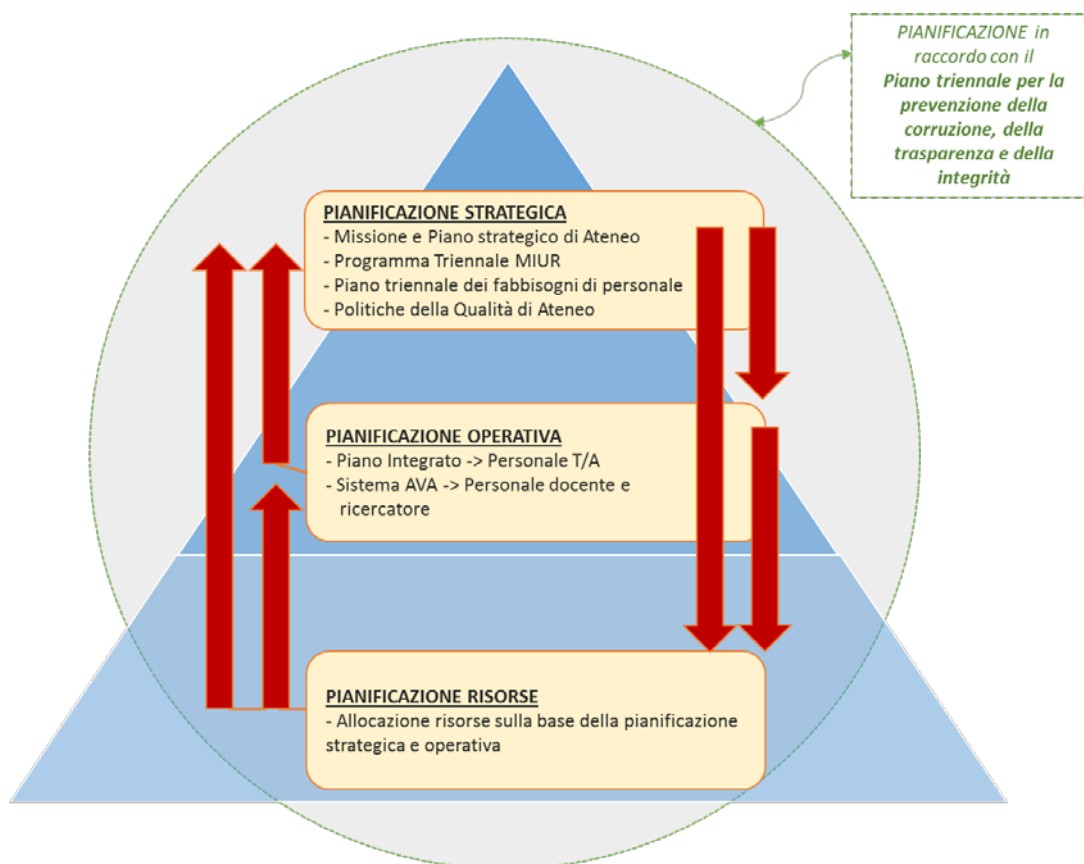 PIANIFICAZIONE in
raccordo con il
Piano triennale per la
prevenzione della
corruzione, della
trasparenza e della
integrità
PIANIFICAZIONE STRATEGICA
- Missione e Piano strategico di Ateneo
- Programma Triennale MIUR
- Piano triennale dei fabbisogni di personale
- Politiche della Qualità di Ateneo
PIANIFICAZIONE OPERATIVA
- Piano Integrato -> Personale T/A
- Sistema AVA -> Personale docente e
ricercatore
PIANIFICAZIONE RISORSE
- Allocazione risorse sulla base della pianificazione
strategica e operativa